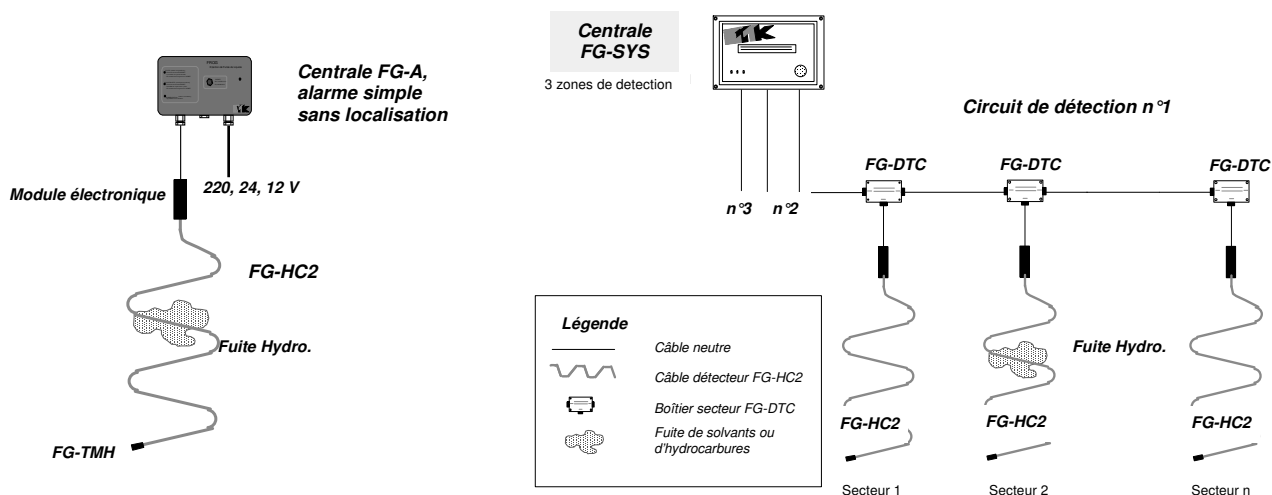 Centrale FG-A,
alarme simple
sans localisation
Module électronique
220, 24, 12 V
FG-HC2
Fuite Hydro.
FG-TMH
Centrale
FG-SYS
3 zones de detection
TTK
Circuit de détection n°1
n°3
n°2
FG-DTC
FG-DTC
FG-DTC
Légende
Câble neutre
Câble détecteur FG-HC2
Boîtier secteur FG-DTC
Fuite de solvants ou
d'hydrocarbures
Fuite Hydro.
FG-HC2
FG-HC2
FG-HC2
Secteur 1
Secteur 2
Secteur n